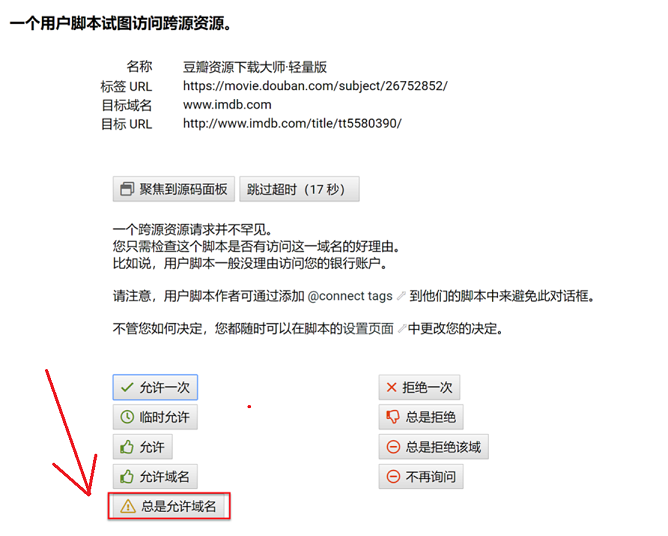 一个用户脚本试图访问跨源资源。
名称 豆瓣资源下载大师·轻量版
标签 URL https://movie.douban.com/subject/26752852/
目标域名 www.imdb.com
目标 URL http://www.imdb.com/title/tt5580390/
聚焦到源码面板 跳过超时（17 秒）
一个跨源资源请求并不罕见。
您只需检查这个脚本是否有访问这一域名的好理由。
比如说，用户脚本一般没理由访问您的银行账户。
请注意，用户脚本作者可通过添加 @connect tags 到他们的脚本中来避免此对话框。
不管您如何决定，您都随时可以在脚本的设置页面 中更改您的决定。
允许一次 拒绝一次
临时允许 总是拒绝
允许 总是拒绝该域
允许域名 不再询问
总是允许域名